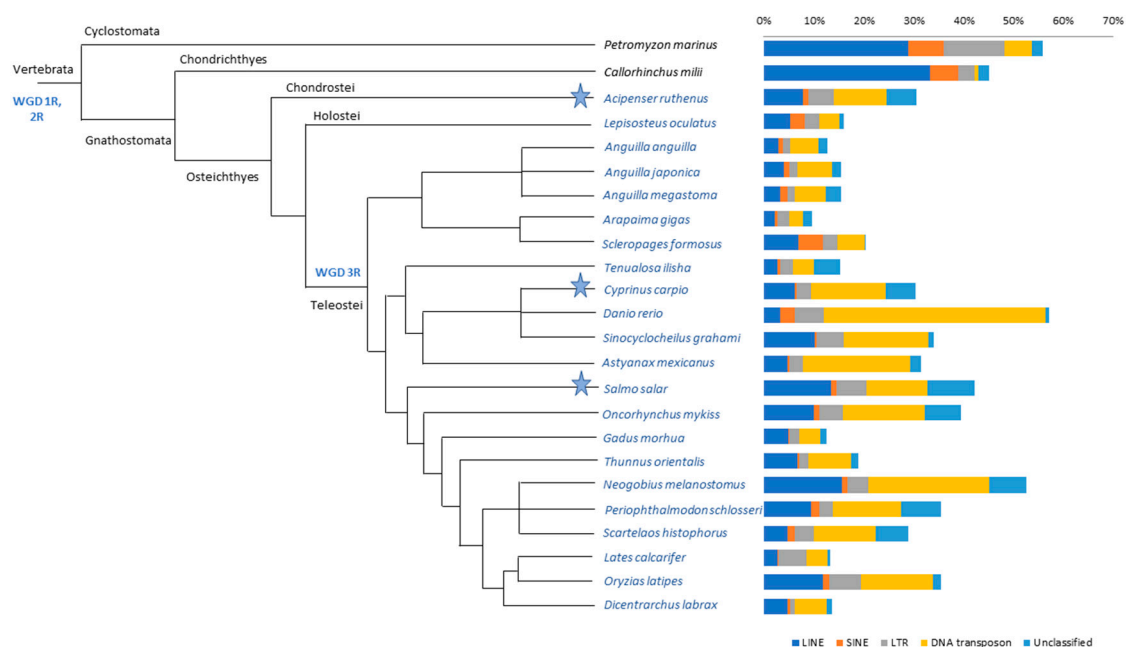 0% 10% 20% 30% 40% 50% 60% 70%
Cyclostomata
Petromyzon marinus
Vertebrata
Chondrichthyes
Callorhinchus milii
WGD 1R,
2R
Chondrostei
Acipenser ruthenus
Holostei
Lepisosteus oculatus
Gnathostomata
Anguilla anguilla
Osteichthyes
Anguilla japonica
Anguilla megastoma
Arapaima gigas
Scleropages formosus
Tenualosa ilisha
WGD 3R
Cyprinus carpio
Teleostei
Danio rerio
Sinocyclocheilus grahami
Astyanax mexicanus
Salmo salar
Oncorhynchus mykiss
Gadus morhua
Thunnus orientalis
Neogobius melanostomus
Periophthalmodon schlosseri
Scartelaos histophorus
Lates calcarifer
Oryzias latipes
Dicentrarchus labrax
LINE SINE LTR DNA transposon Unclassified